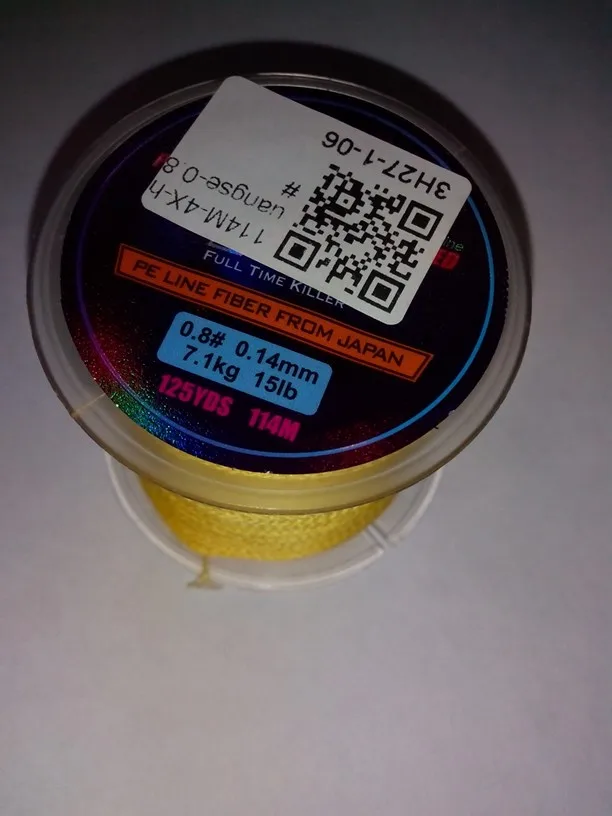 3H27-1-06
114M-4X-h
uangse-0.8
#
FULL TIME KILLER
PE LINE FIBER FROM JAPAN
0.8# 0.14mm
7.1kg 15lb
125YDS 114M